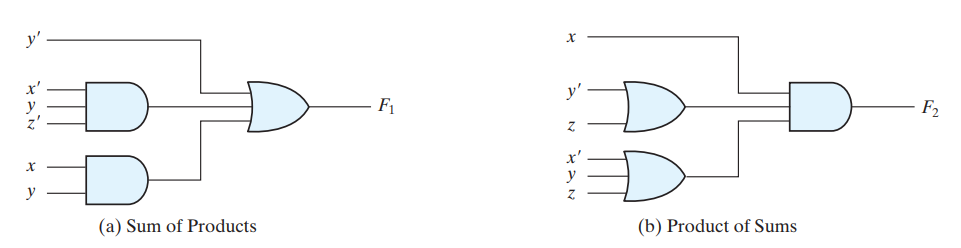 y′
x′
y
z′
x
y
F₁
(a) Sum of Products
x
y′
z
x′
y
z
F₂
(b) Product of Sums